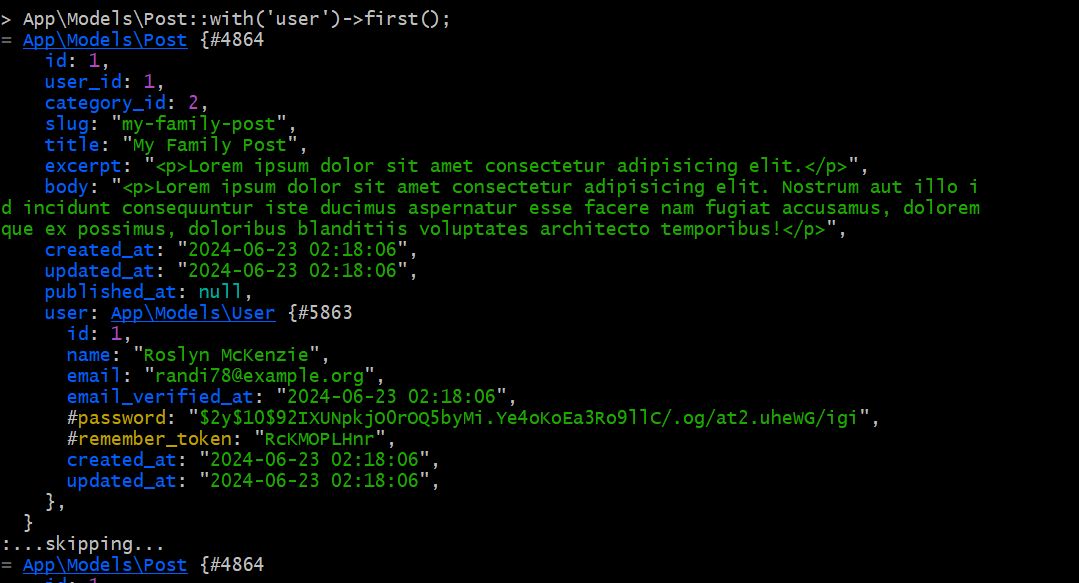 > App\Models\Post::with('user')->first();
= App\Models\Post {#4864
id: 1,
user_id: 1,
category_id: 2,
slug: "my-family-post",
title: "My Family Post",
excerpt: "<p>Lorem ipsum dolor sit amet consectetur adipisicing elit.</p>",
body: "<p>Lorem ipsum dolor sit amet consectetur adipisicing elit. Nostrum aut illo i
d incidunt consequuntur iste ducimus aspernatur esse facere nam fugiat accusamus, dolorem
que ex possimus, doloribus blanditiis voluptates architecto temporibus!</p>",
created_at: "2024-06-23 02:18:06",
updated_at: "2024-06-23 02:18:06",
published_at: null,
user: App\Models\User {#5863
id: 1,
name: "Roslyn McKenzie",
email: "randi78@example.org",
email_verified_at: "2024-06-23 02:18:06",
#password: "$2y$10$92IXUNpkjO0rOQ5byMi.Ye4oKoEa3Ro9llC/.og/at2.uheWG/igi",
#remember_token: "RcKMOPLHnr",
created_at: "2024-06-23 02:18:06",
updated_at: "2024-06-23 02:18:06",
},
}
:...skipping...
= App\Models\Post {#4864
id: 1